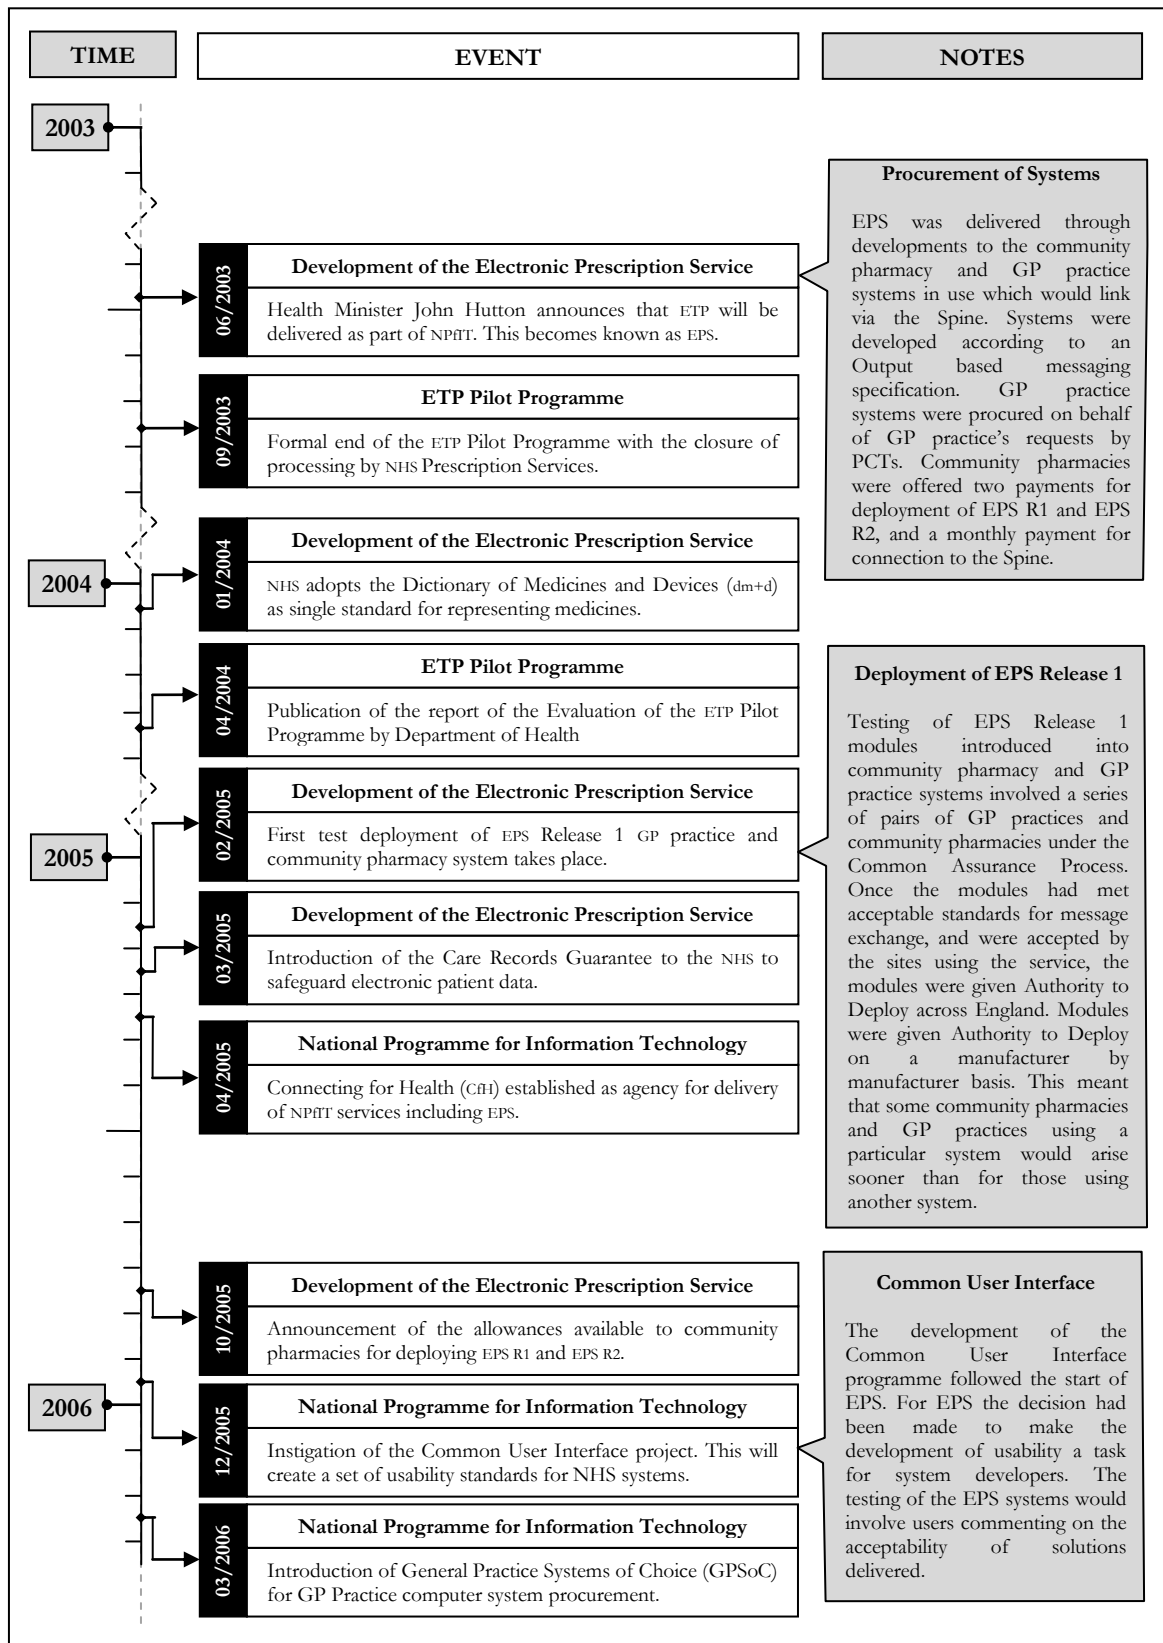 TIME
EVENT
NOTES
2003
06/2003
Development of the Electronic Prescription Service
Health Minister John Hutton announces that ETP will be
delivered as part of NPfIT. This becomes known as EPS.
Procurement of Systems
EPS was delivered through
developments to the community
pharmacy and GP practice
systems in use which would link
via the Spine. Systems were
developed according to an
Output based messaging
specification. GP practice
systems were procured on behalf
of GP practice's requests by
PCTs. Community pharmacies
were offered two payments for
deployment of EPS R1 and EPS
R2, and a monthly payment for
connection to the Spine.
09/2003
ETP Pilot Programme
Formal end of the ETP Pilot Programme with the closure of
processing by NHS Prescription Services.
2004
01/2004
Development of the Electronic Prescription Service
NHS adopts the Dictionary of Medicines and Devices (dm+d)
as single standard for representing medicines.
04/2004
ETP Pilot Programme
Publication of the report of the Evaluation of the ETP Pilot
Programme by Department of Health
2005
02/2005
Development of the Electronic Prescription Service
First test deployment of EPS Release 1 GP practice and
community pharmacy system takes place.
Deployment of EPS Release 1
Testing of EPS Release 1
modules introduced into
community pharmacy and GP
practice systems involved a series
of pairs of GP practices and
community pharmacies under the
Common Assurance Process.
Once the modules had met
acceptable standards for message
exchange, and were accepted by
the sites using the service, the
modules were given Authority to
Deploy across England. Modules
were given Authority to Deploy
on a manufacturer by
manufacturer basis. This meant
that some community pharmacies
and GP practices using a
particular system would arise
sooner than for those using
another system.
03/2005
Development of the Electronic Prescription Service
Introduction of the Care Records Guarantee to the NHS to
safeguard electronic patient data.
04/2005
National Programme for Information Technology
Connecting for Health (CfH) established as agency for delivery
of NPfIT services including EPS.
10/2005
Development of the Electronic Prescription Service
Announcement of the allowances available to community
pharmacies for deploying EPS R1 and EPS R2.
2006
12/2005
National Programme for Information Technology
Instigation of the Common User Interface project. This will
create a set of usability standards for NHS systems.
Common User Interface
The development of the
Common User Interface
programme followed the start of
EPS. For EPS the decision had
been made to make the
development of usability a task
for system developers. The
testing of the EPS systems would
involve users commenting on the
acceptability of solutions
delivered.
03/2006
National Programme for Information Technology
Introduction of General Practice Systems of Choice (GPSoC)
for GP Practice computer system procurement.